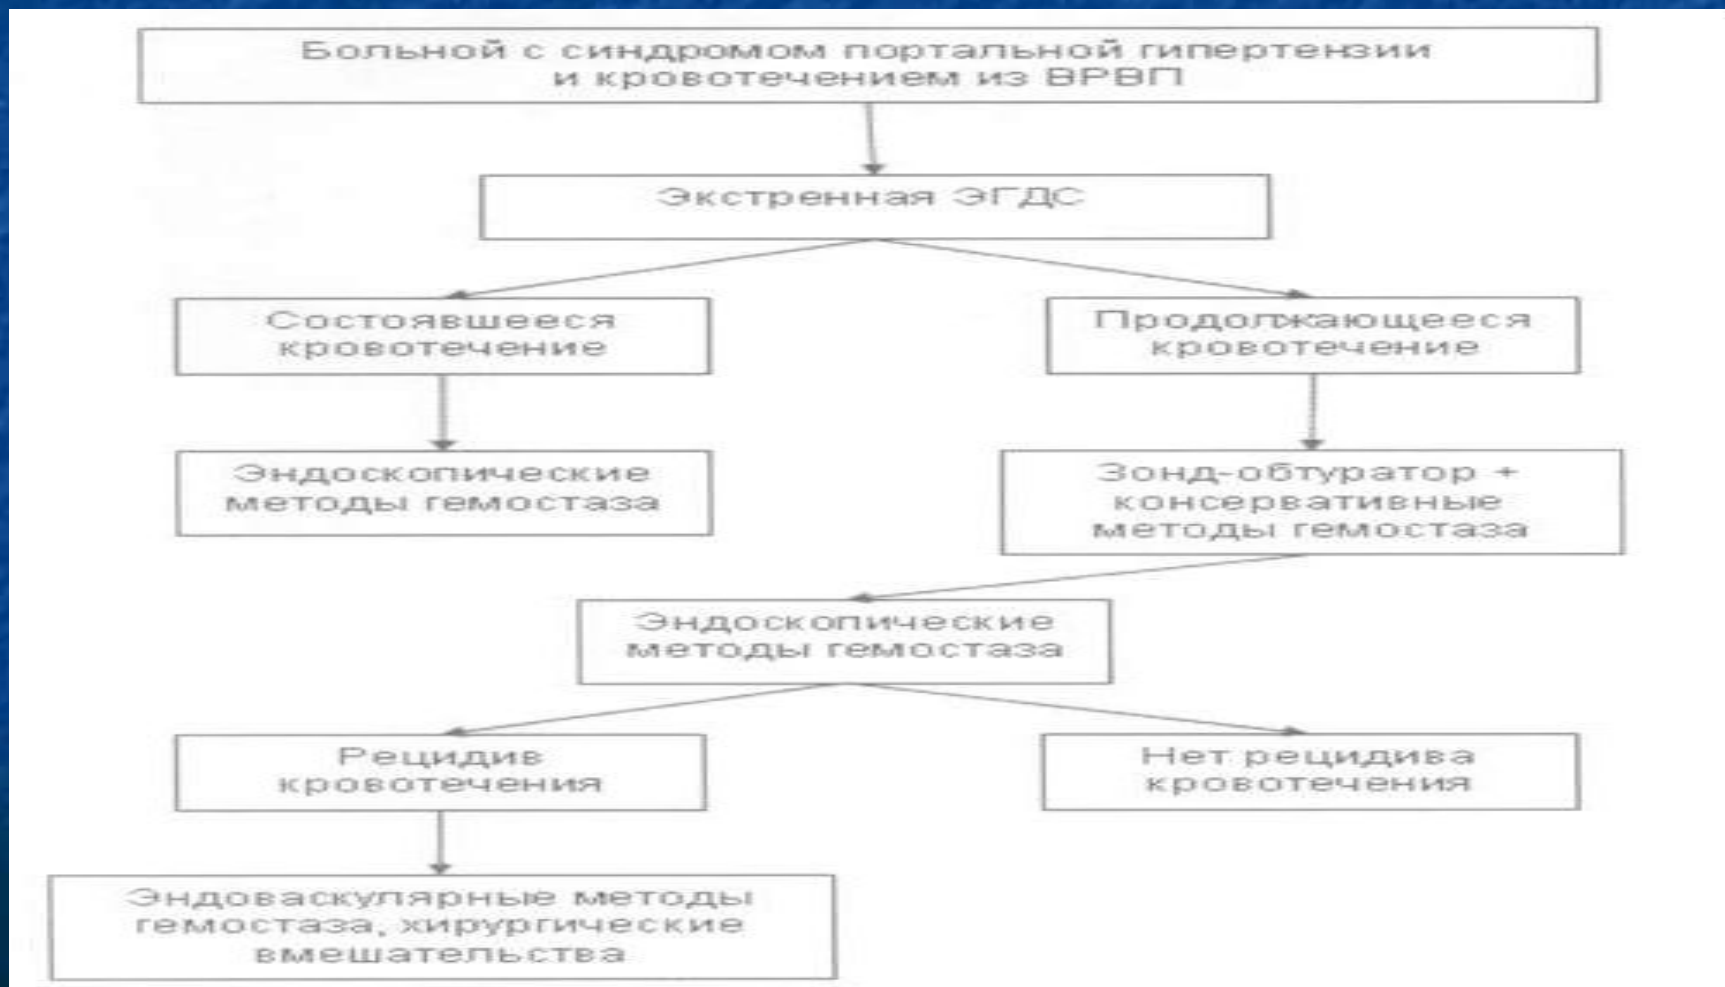 Больной с синдромом портальной гипертензии
и кровотечением из ВРВП
Экстренная ЭГДС
Состоявшееся
кровотечение
Продолжающееся
кровотечение
Эндоскопические
методы гемостаза
Зонд-обтуратор +
консервативные
методы гемостаза
Эндоскопические
методы гемостаза
Рецидив
кровотечения
Нет рецидива
кровотечения
Эндоваскулярные методы
гемостаза, хирургические
вмешательства